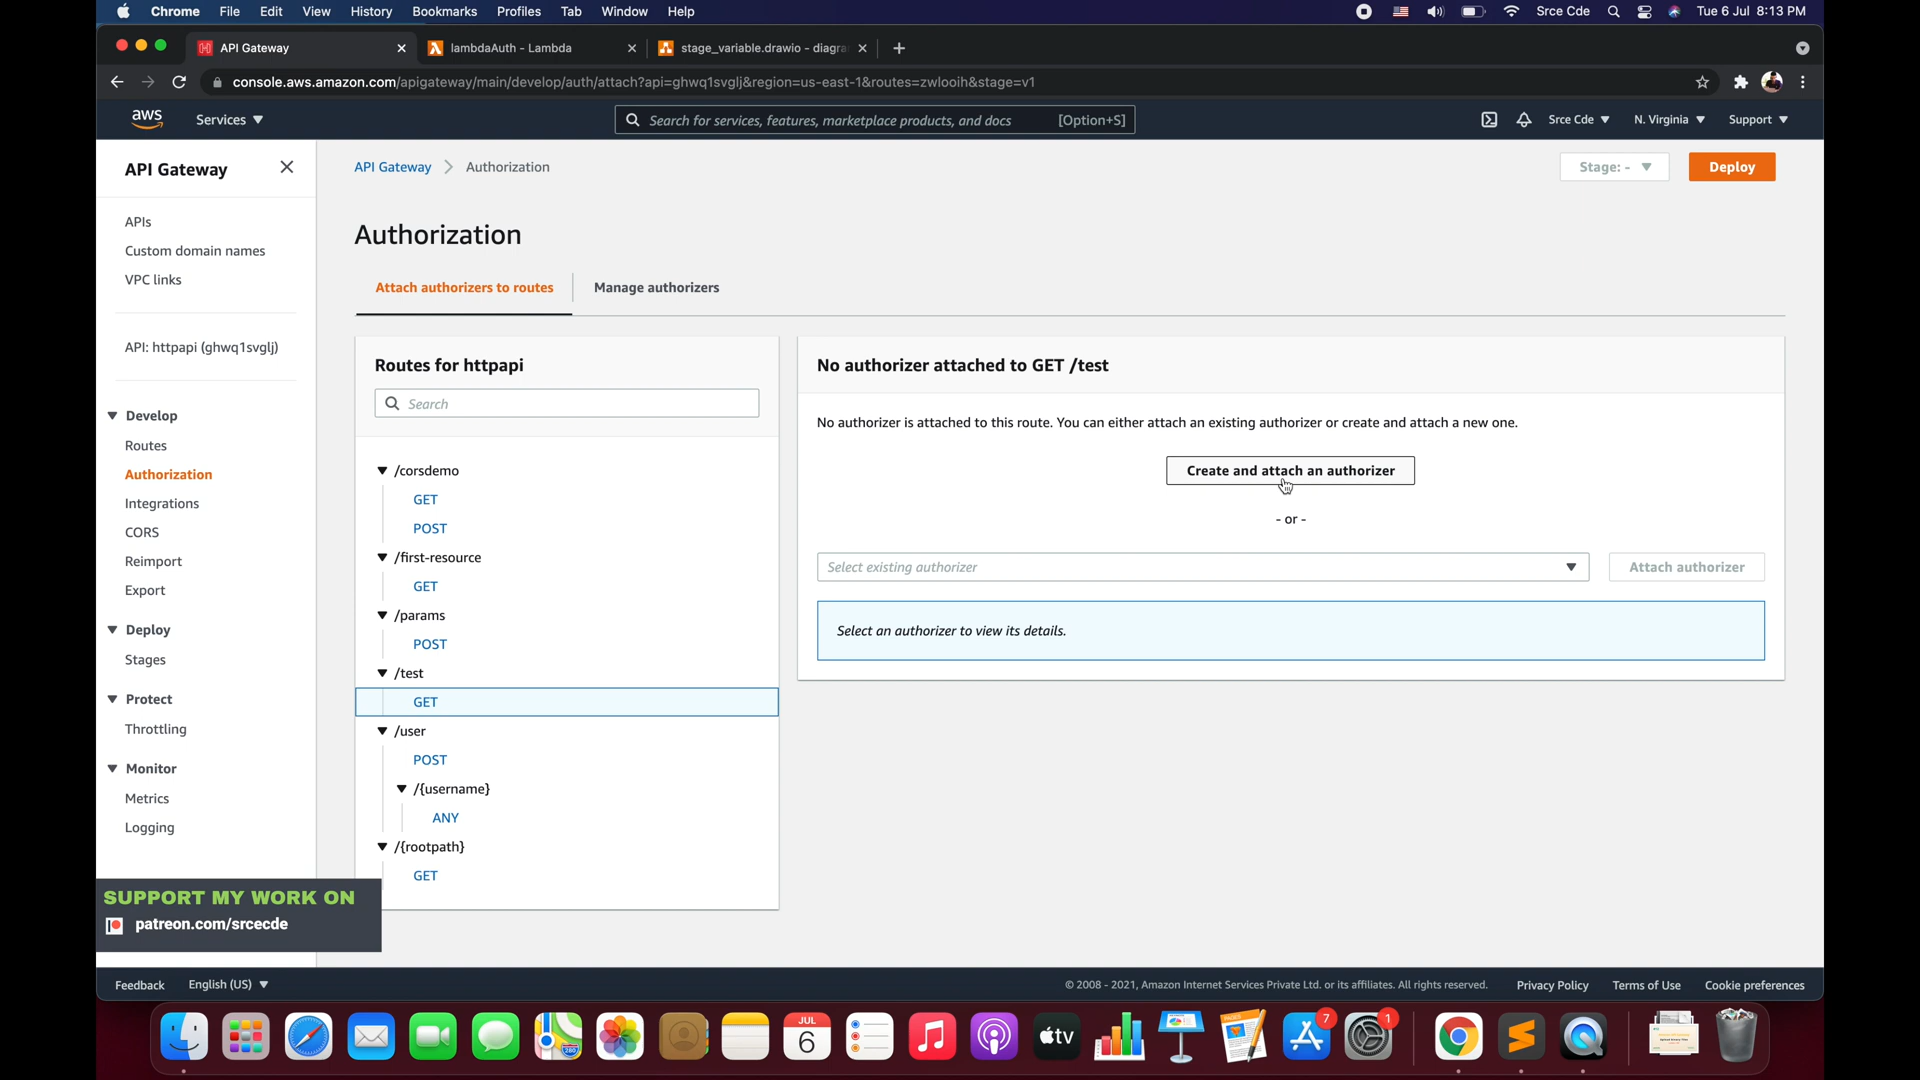 Chrome File Edit View History Bookmarks Profiles Tab Window Help Srce Cde Tue 6 Jul 8:13 PM
API Gateway lambdaAuth - Lambda stage_variable.drawio - diagra
console.aws.amazon.com/apigateway/main/develop/auth/attach?api=ghwq1svglj&region=us-east-1&routes=zwlooih&stage=v1
aws Services Search for services, features, marketplace products, and docs [Option+S] Srce Cde N. Virginia Support
API Gateway
APIs
Custom domain names
VPC links
API: httpapi (ghwq1svglj)
Develop
Routes
Authorization
Integrations
CORS
Reimport
Export
Deploy
Stages
Protect
Throttling
Monitor
Metrics
Logging
API Gateway Authorization
Stage: - Deploy
Authorization
Attach authorizers to routes Manage authorizers
Routes for httpapi
Search
/corsdemo
GET
POST
/first-resource
GET
/params
POST
/test
GET
/user
POST
/{username}
ANY
/{rootpath}
GET
No authorizer attached to GET /test
No authorizer is attached to this route. You can either attach an existing authorizer or create and attach a new one.
Create and attach an authorizer
- or -
Select existing authorizer Attach authorizer
Select an authorizer to view its details.
SUPPORT MY WORK ON
patreon.com/srcecde
Feedback English (US) © 2008 - 2021, Amazon Internet Services Private Ltd. or its affiliates. All rights reserved. Privacy Policy Terms of Use Cookie preferences
JUL
6
280
tv
7
1